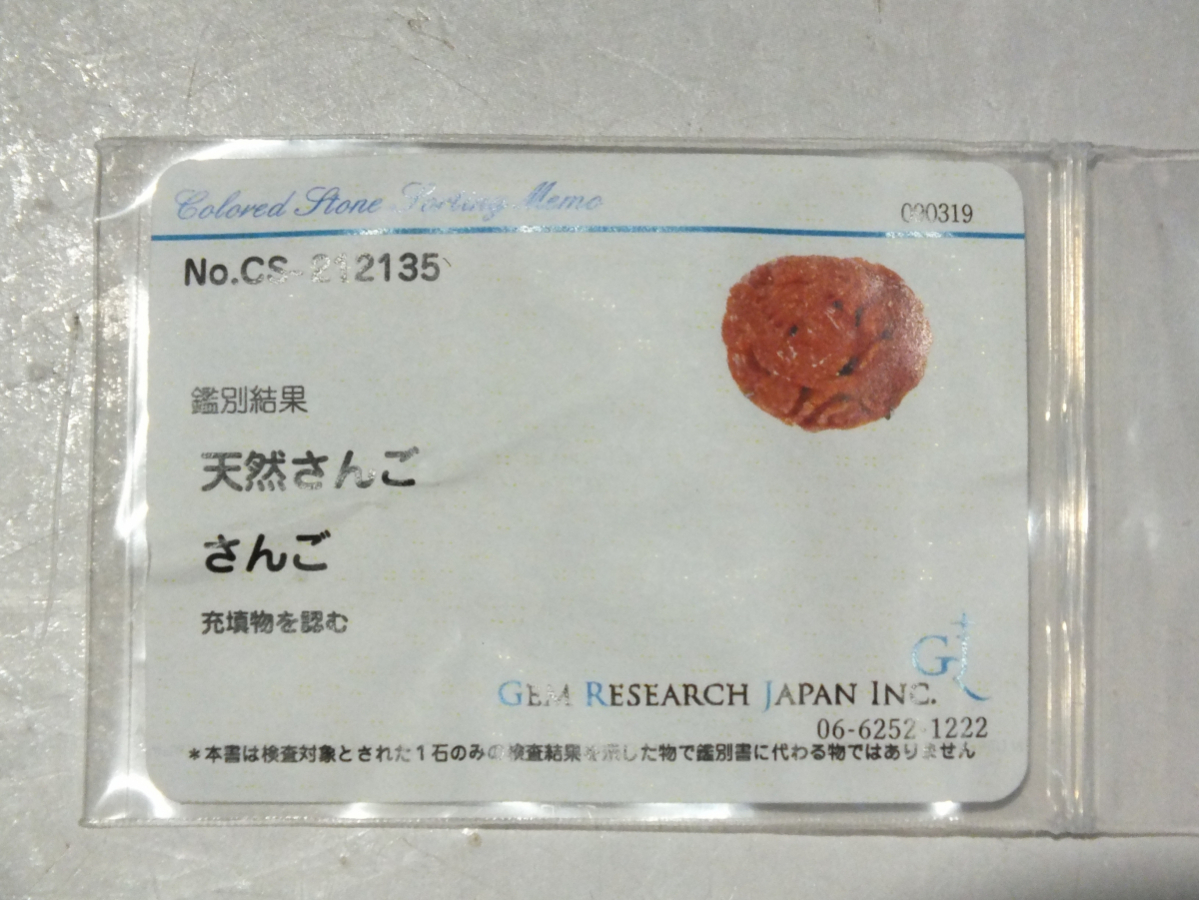 Colored Stone Sorting Memo
000319
No.CS-212135
鑑別結果
天然さんご
さんご
充填物を認む
GEM RESEARCH JAPAN INC.
06-6252-1222
*本書は検査対象とされた1石のみの検査結果を示した物で鑑別書に代わる物ではありません